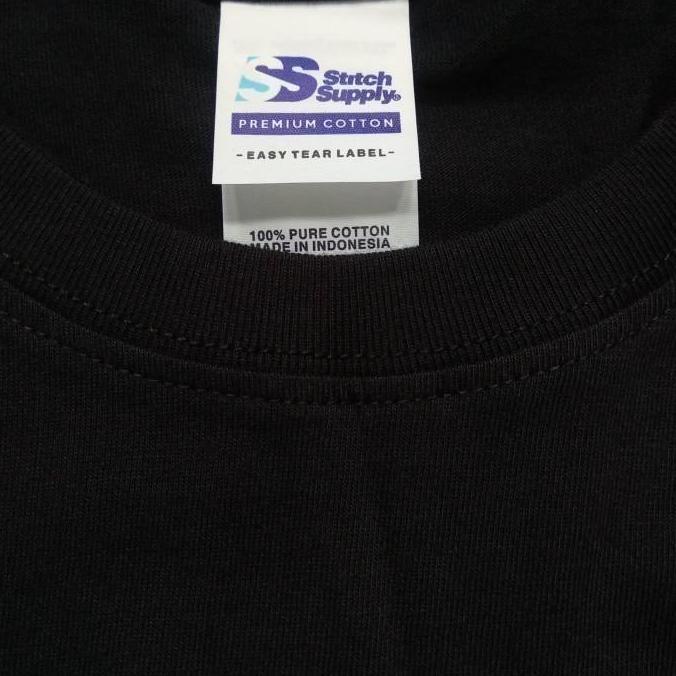 SS Stitch
Supply®
PREMIUM COTTON
-EASY TEAR LABEL-
100% PURE COTTON
MADE IN INDONESIA